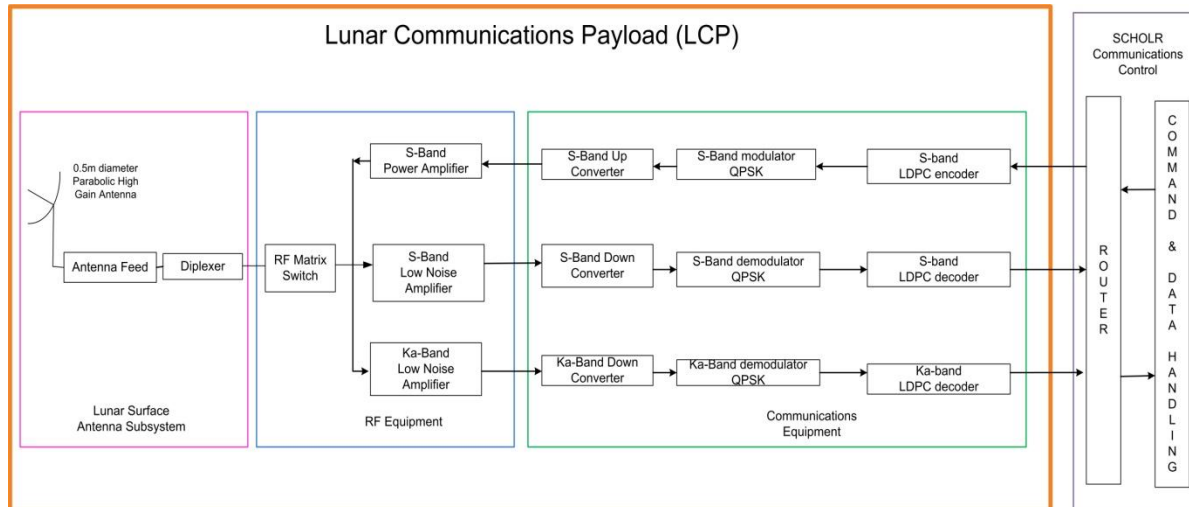 Lunar Communications Payload (LCP)
SCHOLR
Communications
Control
0.5m diameter
Parabolic High
Gain Antenna
Antenna Feed
Diplexer
Lunar Surface
Antenna Subsystem
RF Matrix
Switch
S-Band
Power Amplifier
S-Band
Low Noise
Amplifier
Ka-Band
Low Noise
Amplifier
RF Equipment
S-Band Up
Converter
S-Band modulator
QPSK
S-band
LDPC encoder
S-Band Down
Converter
S-Band demodulator
QPSK
S-band
LDPC decoder
Ka-Band Down
Converter
Ka-Band demodulator
QPSK
Ka-band
LDPC decoder
Communications
Equipment
ROUTER
COMMAND & DATA HANDLING